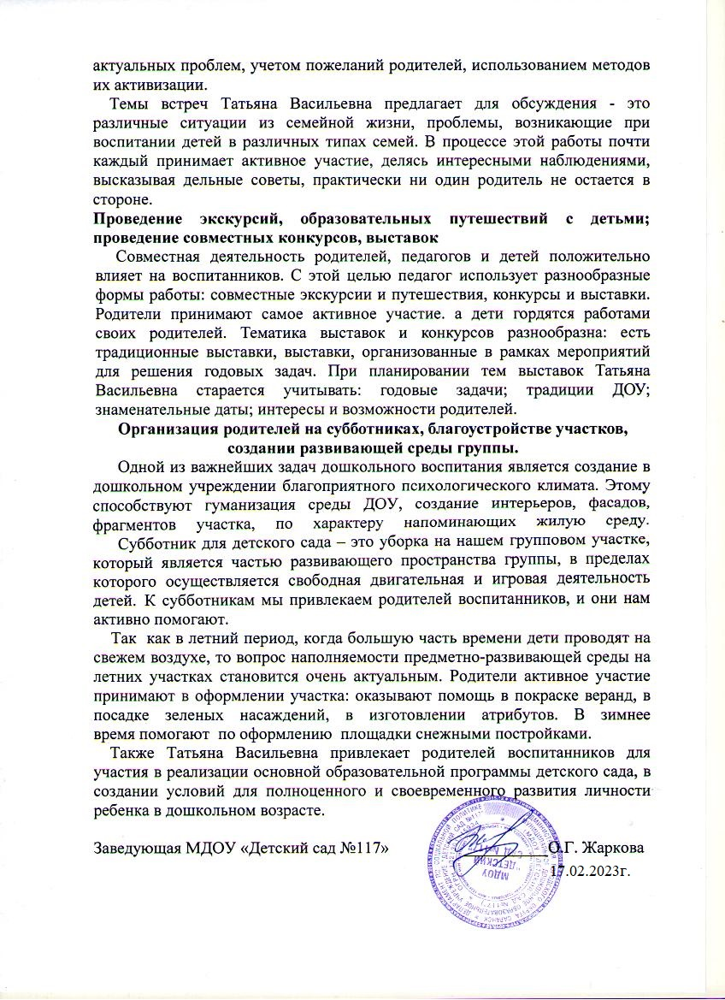 актуальных проблем, учетом пожеланий родителей, использованием методов
их активизации.
Темы встреч Татьяна Васильевна предлагает для обсуждения - это
различные ситуации из семейной жизни, проблемы, возникающие при
воспитании детей в различных типах семей. В процессе этой работы почти
каждый принимает активное участие, делясь интересными наблюдениями,
высказывая дельные советы, практически ни один родитель не остается в
стороне.
Проведение экскурсий, образовательных путешествий с детьми;
проведение совместных конкурсов, выставок
Совместная деятельность родителей, педагогов и детей положительно
влияет на воспитанников. С этой целью педагог использует разнообразные
формы работы: совместные экскурсии и путешествия, конкурсы и выставки.
Родители принимают самое активное участие. а дети гордятся работами
своих родителей. Тематика выставок и конкурсов разнообразна: есть
традиционные выставки, выставки, организованные в рамках мероприятий
для решения годовых задач. При планировании тем выставок Татьяна
Васильевна старается учитывать: годовые задачи; традиции ДОУ;
знаменательные даты; интересы и возможности родителей.
Организация родителей на субботниках, благоустройстве участков,
создании развивающей среды группы.
Одной из важнейших задач дошкольного воспитания является создание в
дошкольном учреждении благоприятного психологического климата. Этому
способствуют гуманизация среды ДОУ, создание интерьеров, фасадов,
фрагментов участка, по характеру напоминающих жилую среду.
Субботник для детского сада – это уборка на нашем групповом участке,
который является частью развивающего пространства группы, в пределах
которого осуществляется свободная двигательная и игровая деятельность
детей. К субботникам мы привлекаем родителей воспитанников, и они нам
активно помогают.
Так как в летний период, когда большую часть времени дети проводят на
свежем воздухе, то вопрос наполняемости предметно-развивающей среды на
летних участках становится очень актуальным. Родители активное участие
принимают в оформлении участка: оказывают помощь в покраске веранд, в
посадке зеленых насаждений, в изготовлении атрибутов. В зимнее
время помогают по оформлению площадки снежными постройками.
Также Татьяна Васильевна привлекает родителей воспитанников для
участия в реализации основной образовательной программы детского сада, в
создании условий для полноценного и своевременного развития личности
ребенка в дошкольном возрасте.
Заведующая МДОУ «Детский сад №117» О.Г. Жаркова
17.02.2023г.
МДОУ
"ДЕТСКИЙ
САД №117"